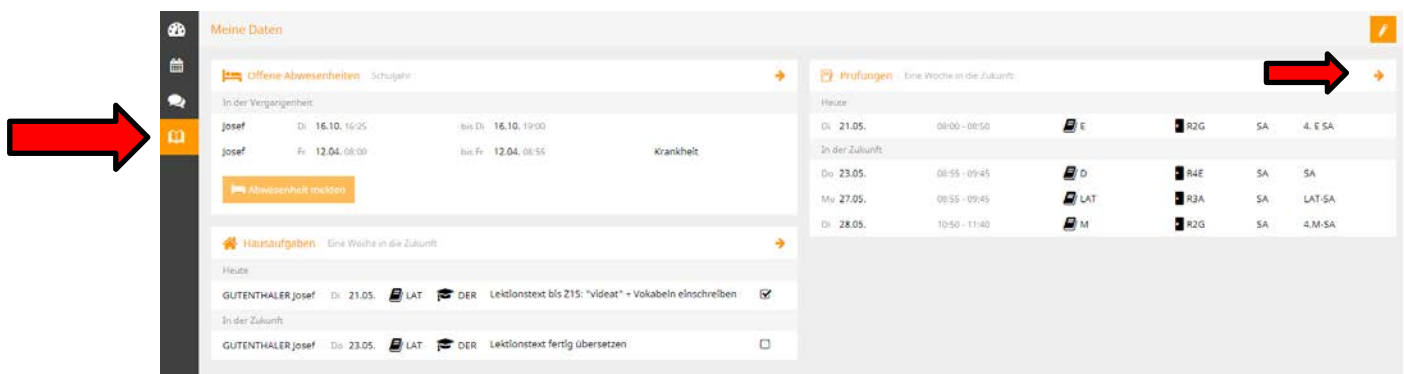 Meine Daten
Offene Abwesenheiten Schuljahr
In der Vergangenheit
Josef Di 16.10. 16:25 bis Di 16.10. 19:00
Josef Fr 12.04. 08:00 bis Fr 12.04. 08:55 Krankheit
Abwesenheit melden
Hausaufgaben Eine Woche in die Zukunft
Heute
GUTENTHALER Josef Di 21.05. LAT DER Lektionstext bis Z15: "videat" + Vokabeln einschreiben
In der Zukunft
GUTENTHALER Josef Do 23.05. LAT DER Lektionstext fertig übersetzen
Prüfungen Eine Woche in die Zukunft
Heute
Di 21.05. 08:00 - 08:50 E R2G SA 4. E SA
In der Zukunft
Do 23.05. 08:55 - 09:45 D R4E SA SA
Mo 27.05. 08:55 - 09:45 LAT R3A SA LAT-SA
Di 28.05. 10:50 - 11:40 M R2G SA 4.M-SA